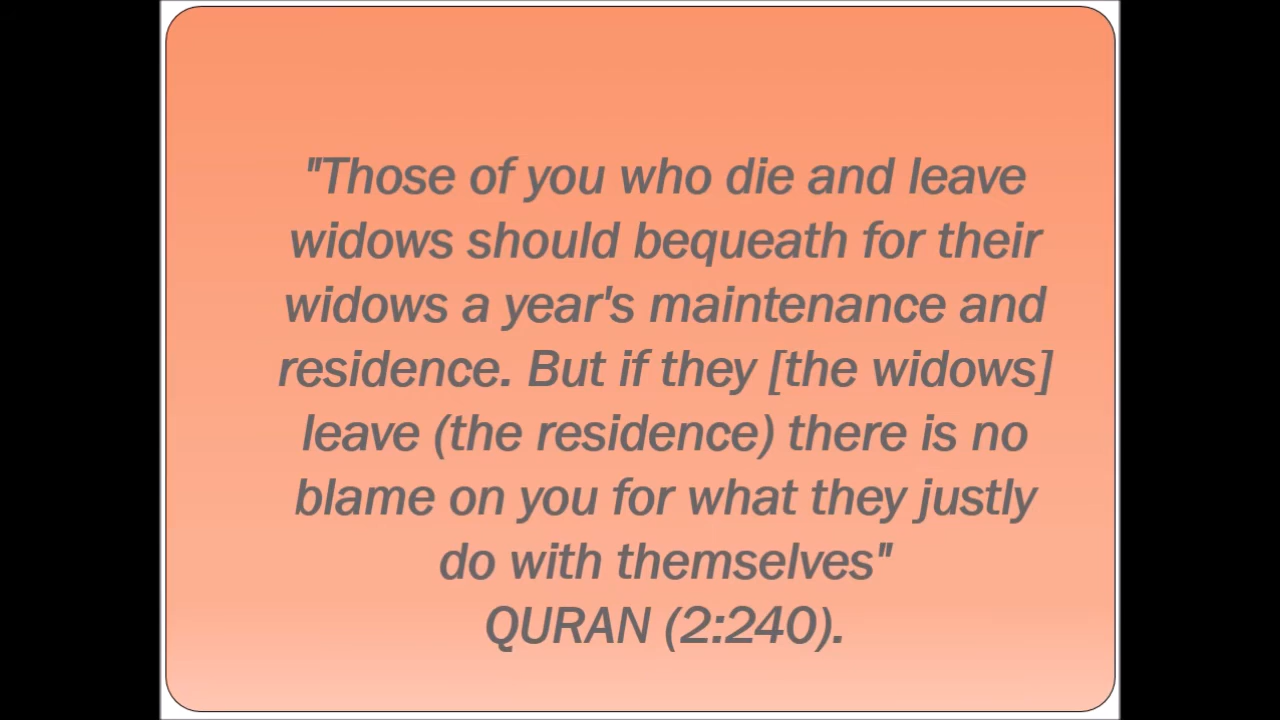 "Those of you who die and leave
widows should bequeath for their
widows a year's maintenance and
residence. But if they [the widows]
leave (the residence) there is no
blame on you for what they justly
do with themselves"
QURAN (2:240).